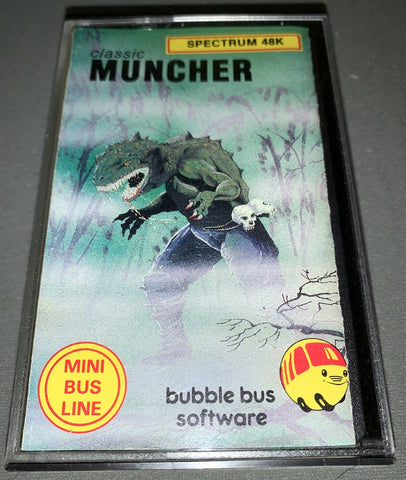 SPECTRUM 48K
classic
MUNCHER
MINI
BUS
LINE
bubble bus
software